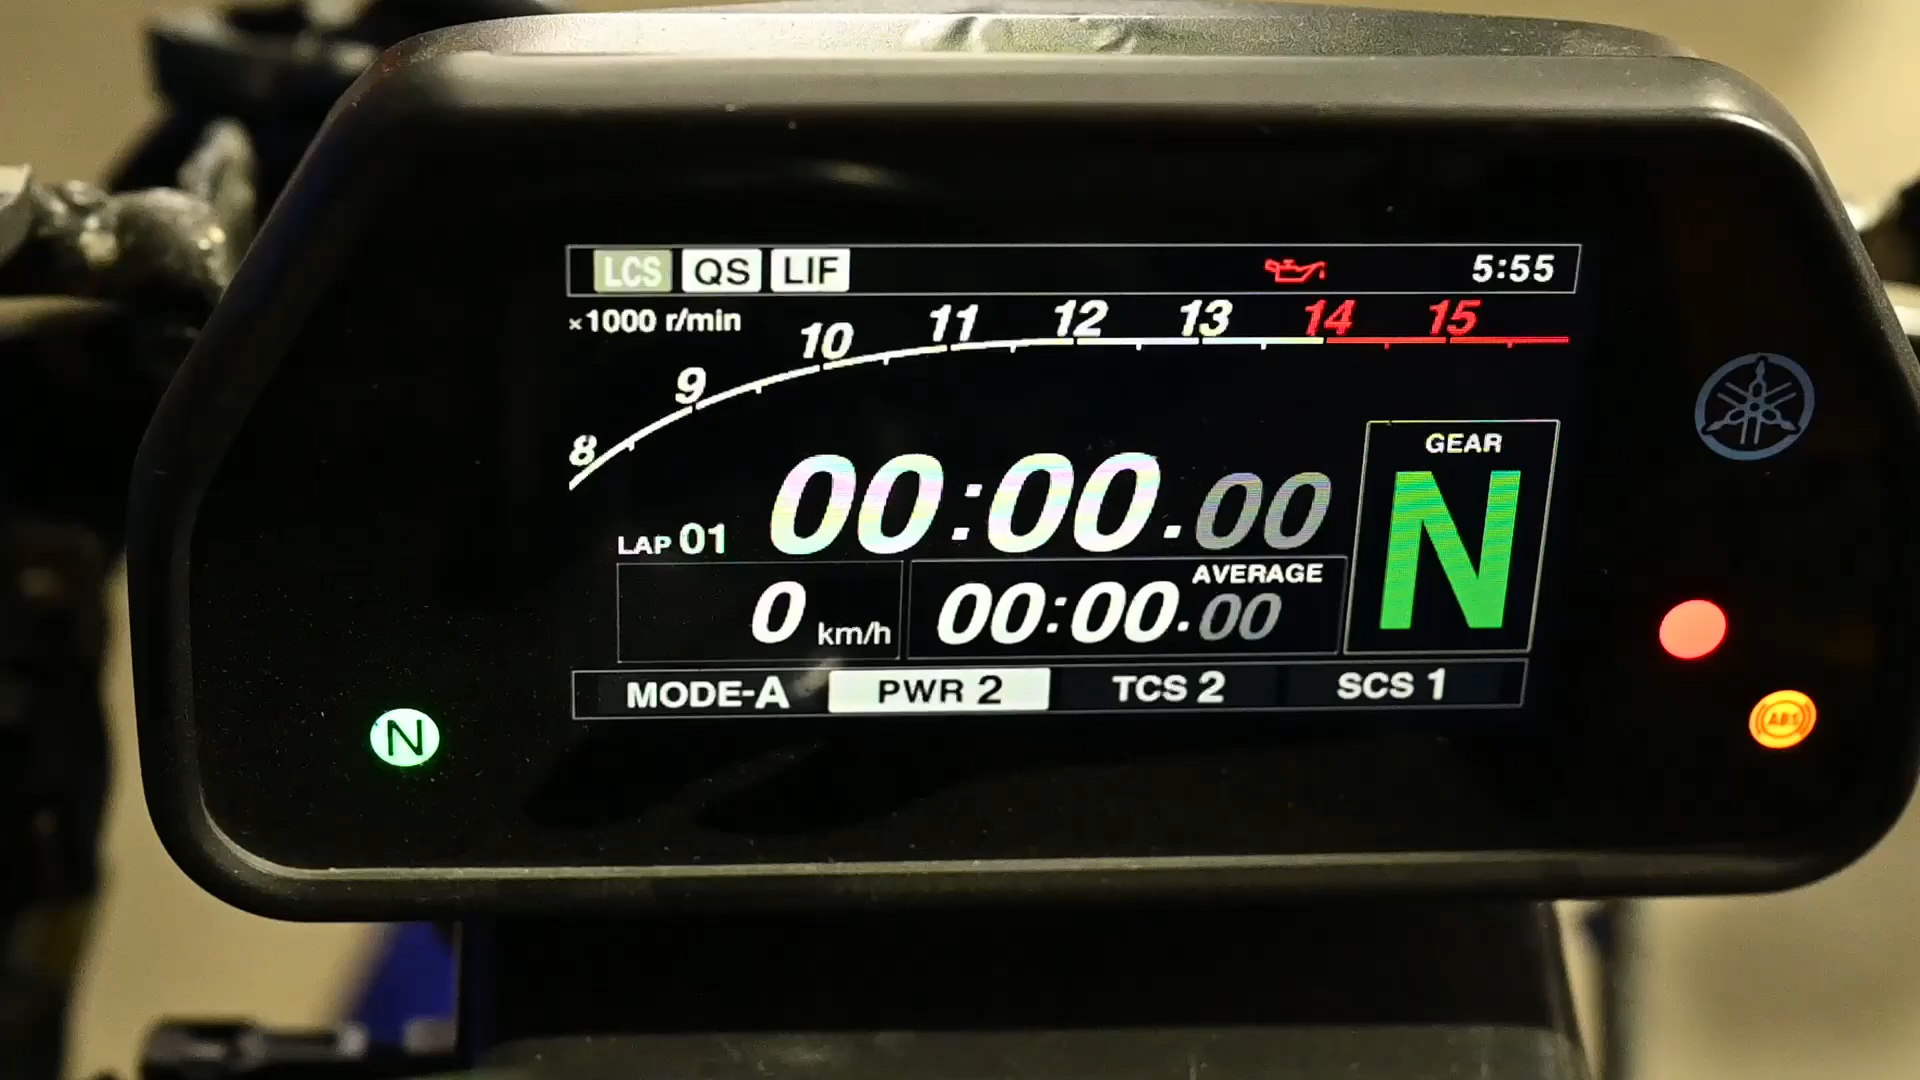 LCS QS LIF 5:55
×1000 r/min
8 9 10 11 12 13 14 15
GEAR
N
LAP 01 00:00.00
AVERAGE
0 km/h 00:00.00
MODE-A PWR 2 TCS 2 SCS 1
N
ABS